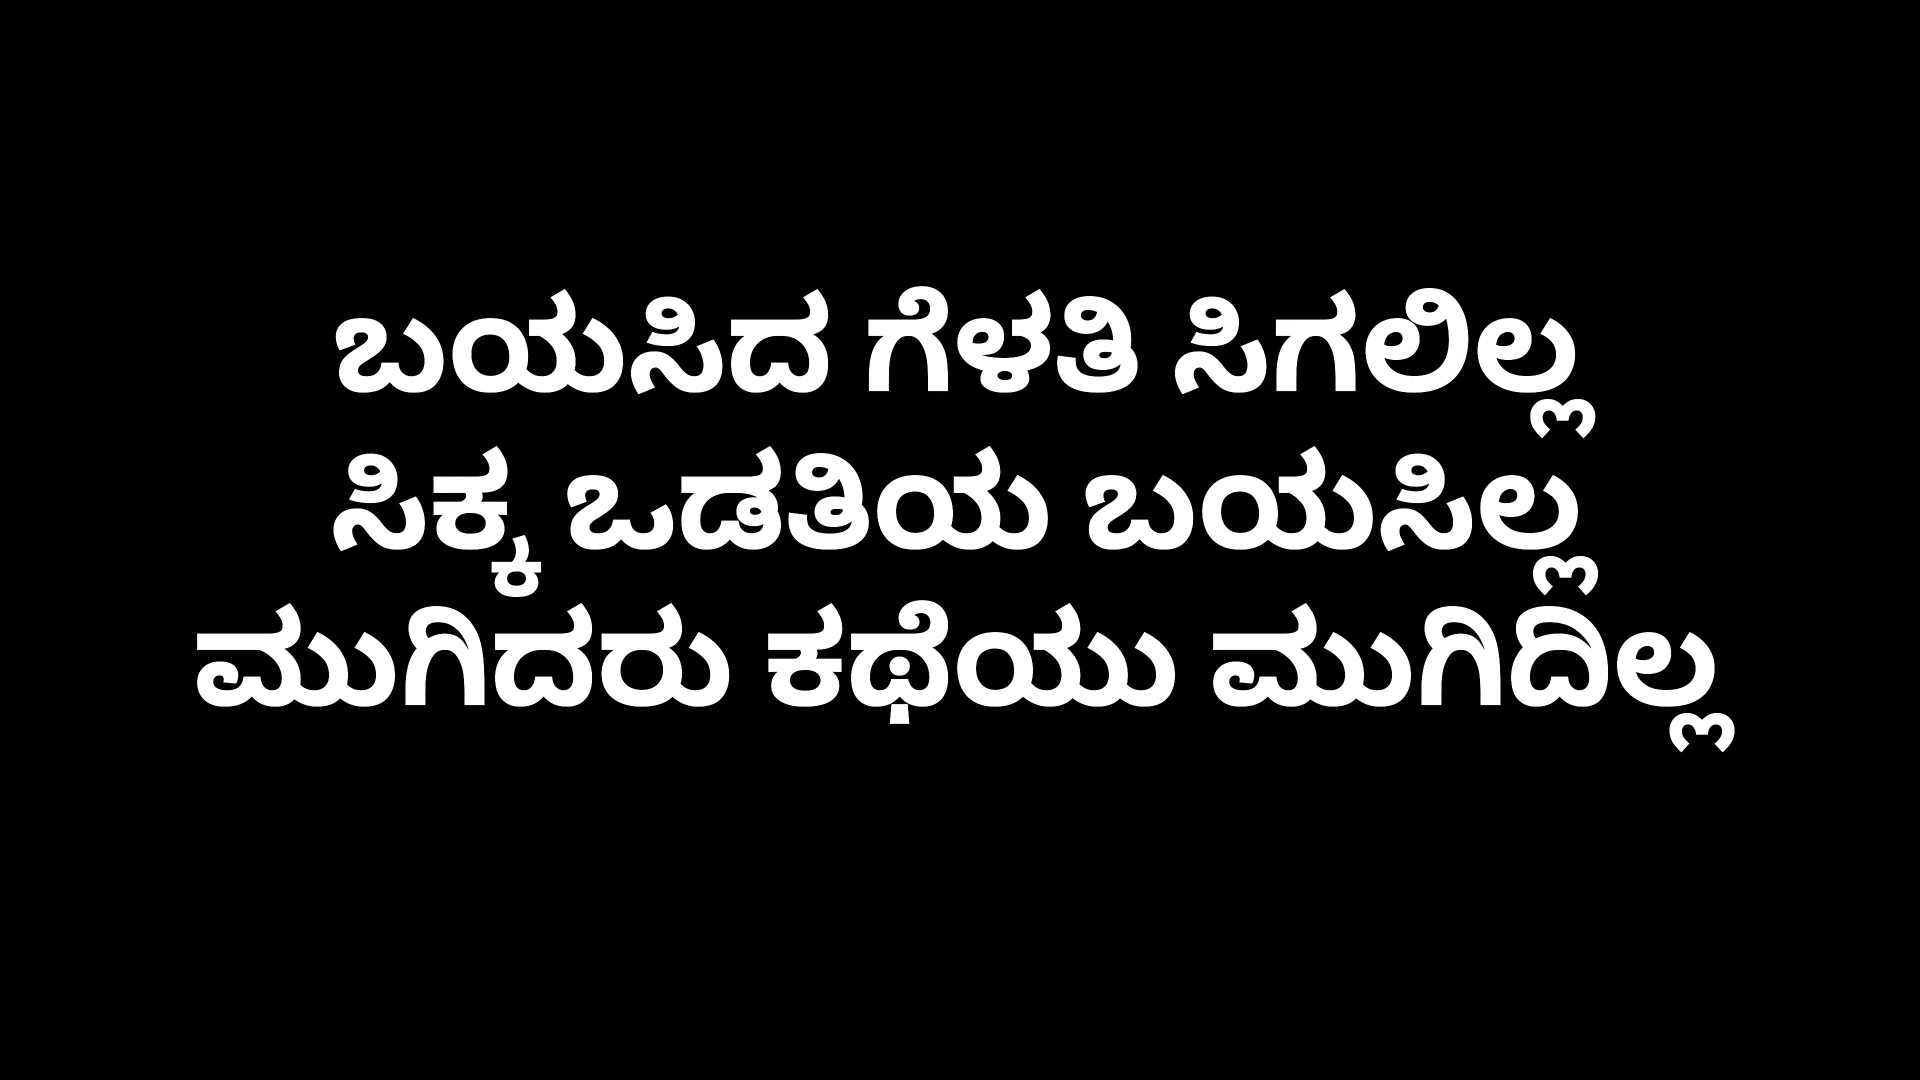 ಬಯಸಿದ ಗೆಳತಿ ಸಿಗಲಿಲ್ಲ
ಸಿಕ್ಕ ಒಡತಿಯ ಬಯಸಿಲ್ಲ
ಮುಗಿದರು ಕಥೆಯು ಮುಗಿದಿಲ್ಲ